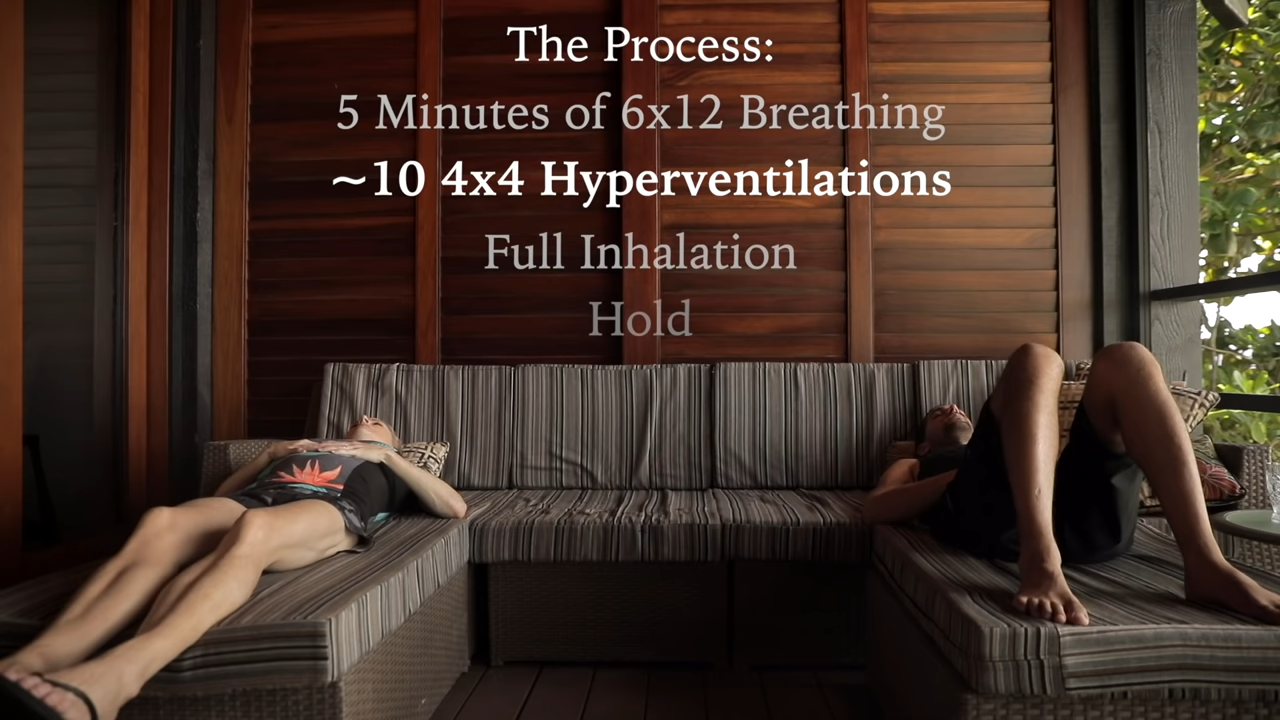 The Process:
5 Minutes of 6x12 Breathing
~10 4x4 Hyperventilations
Full Inhalation
Hold